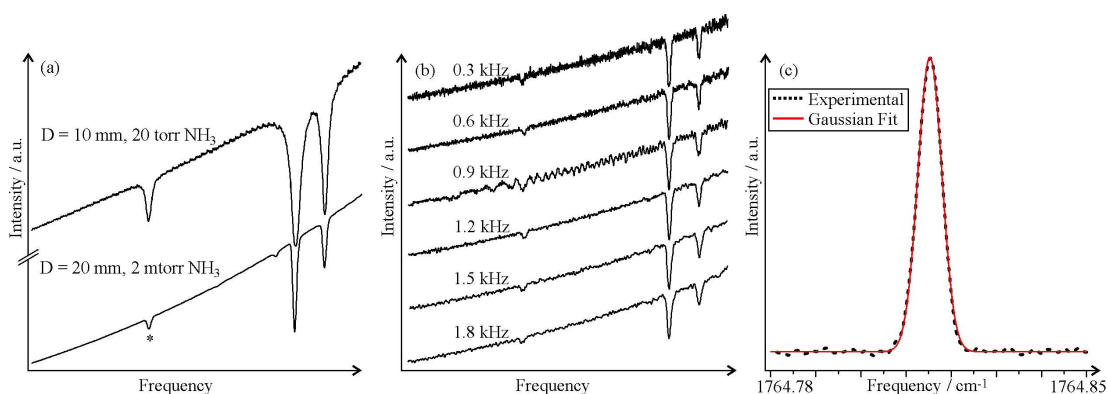 (a)
D = 10 mm, 20 torr NH3
D = 20 mm, 2 mtorr NH3
*
Intensity / a.u.
Frequency
(b)
0.3 kHz
0.6 kHz
0.9 kHz
1.2 kHz
1.5 kHz
1.8 kHz
Intensity / a.u.
Frequency
(c)
Experimental
Gaussian Fit
Intensity / a.u.
1764.78 Frequency / cm-1 1764.85